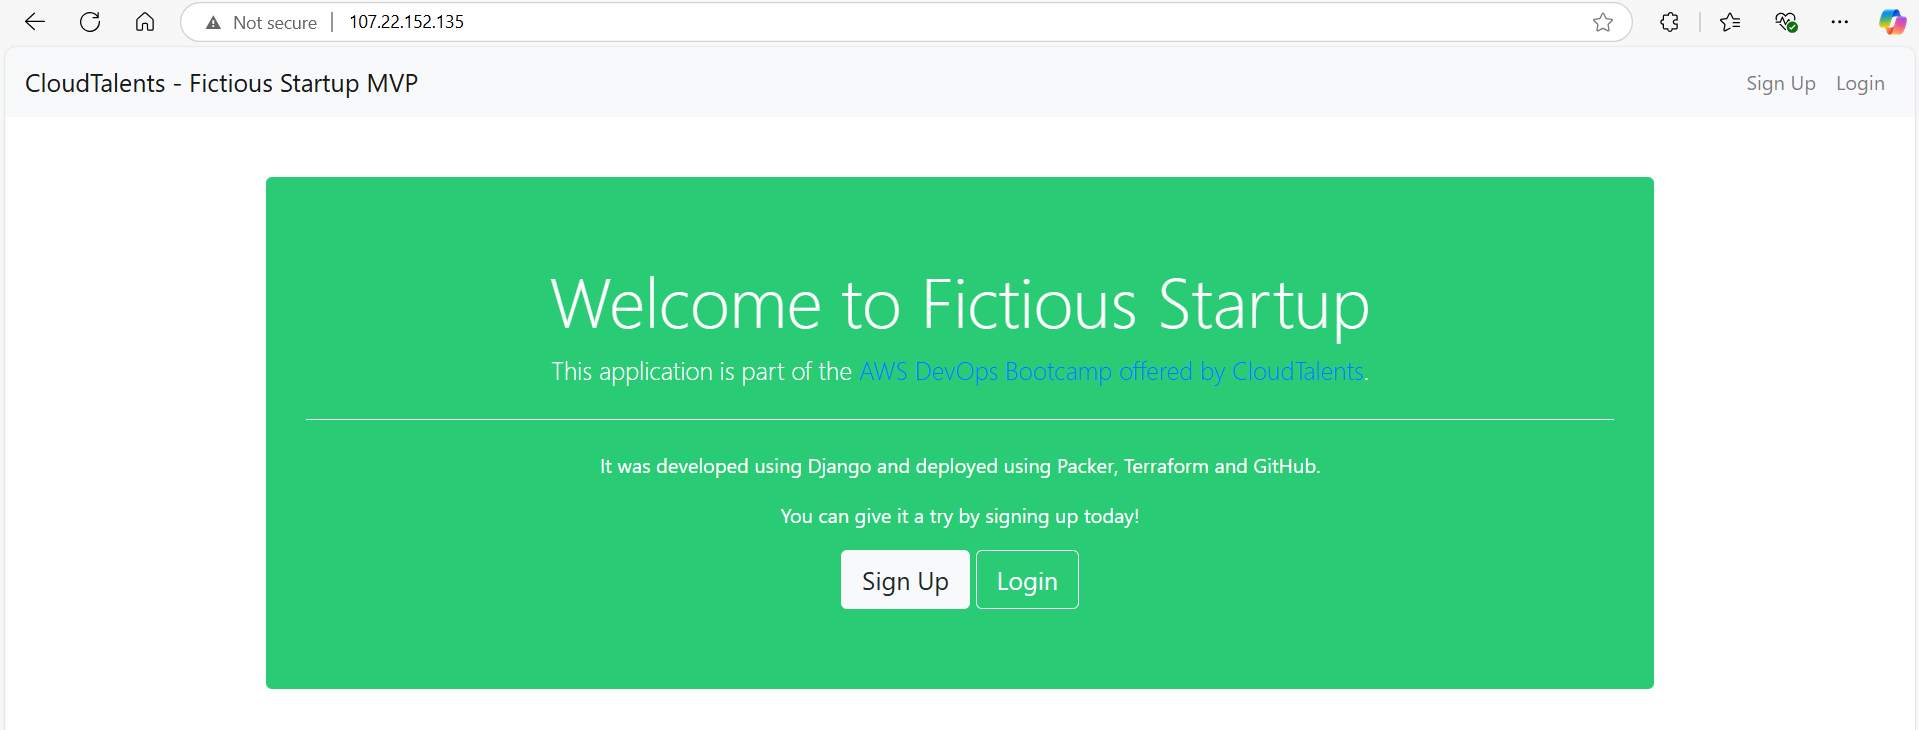 Not secure 107.22.152.135
CloudTalents - Fictious Startup MVP
Sign Up Login
Welcome to Fictious Startup
This application is part of the AWS DevOps Bootcamp offered by CloudTalents.
It was developed using Django and deployed using Packer, Terraform and GitHub.
You can give it a try by signing up today!
Sign Up Login